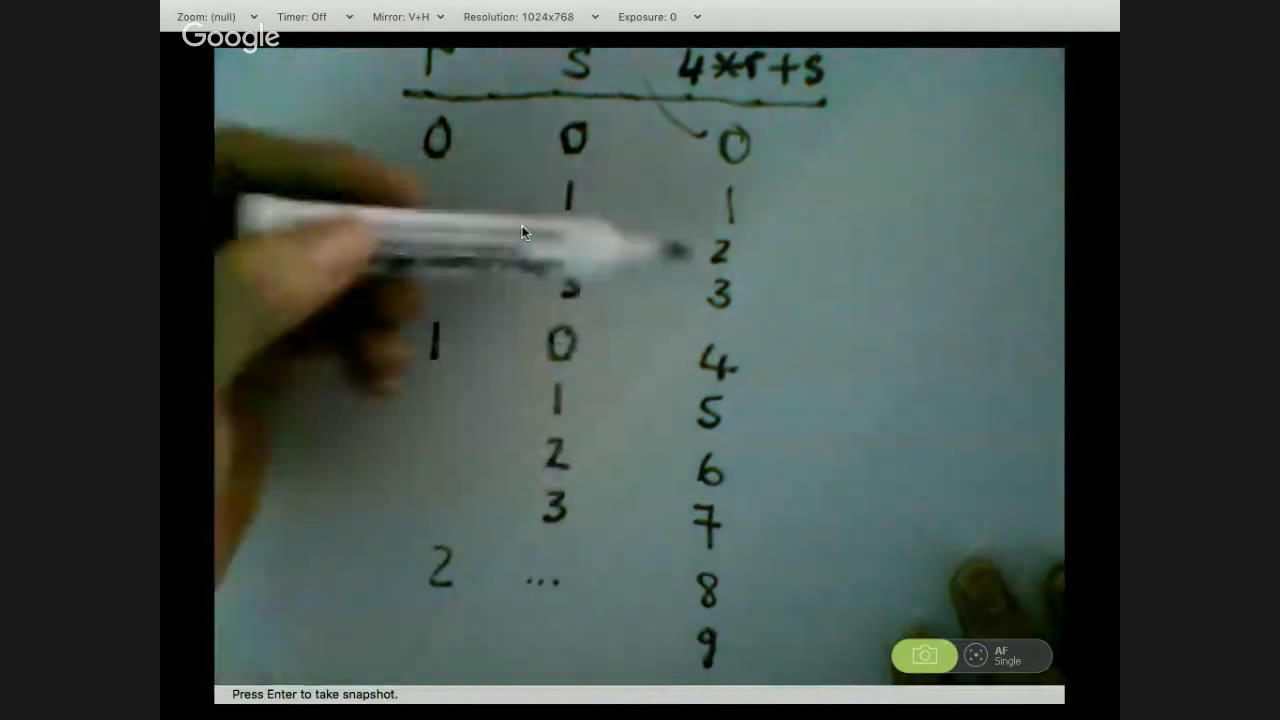 Zoom: (null) Timer: Off Mirror: V+H Resolution: 1024x768 Exposure: 0
Google
r s 4*r+s
0 0 0
1 1
2
3 3
1 0 4
1 5
2 6
3 7
2 ... 8
9
AF
Single
Press Enter to take snapshot.